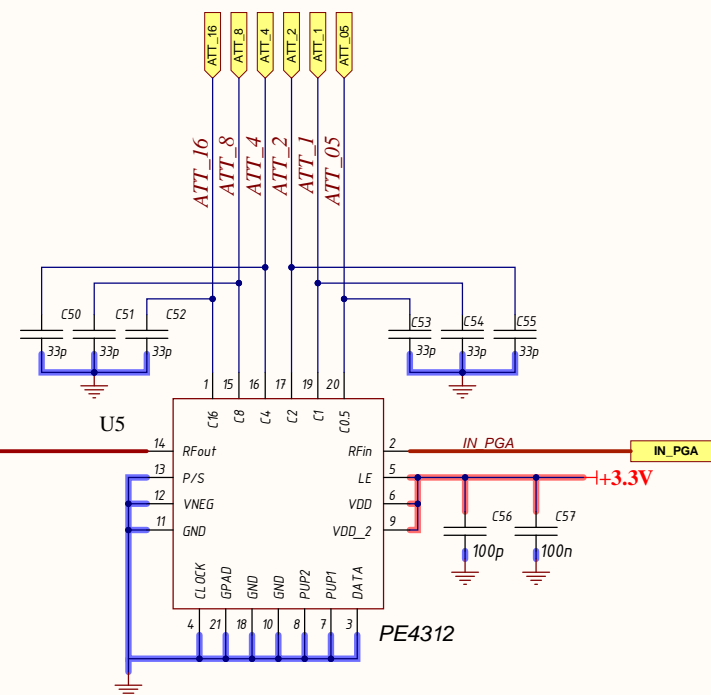 ATT_16
ATT_8
ATT_4
ATT_2
ATT_1
ATT_05
ATT_16
ATT_8
ATT_4
ATT_2
ATT_1
ATT_05
C50
C51
C52
33p
33p
33p
C53
C54
C55
33p
33p
33p
1
15
16
17
19
20
U5
C16
C8
C4
C2
C1
C0.5
14
RFout
RFin
2
IN_PGA
IN_PGA
13
P/S
LE
5
+3.3V
12
VNEG
VDD
6
11
GND
VDD_2
9
C56
C57
100p
100n
CLOCK
GPAD
GND
GND
PUP2
PUP1
DATA
4
21
18
10
8
7
3
PE4312